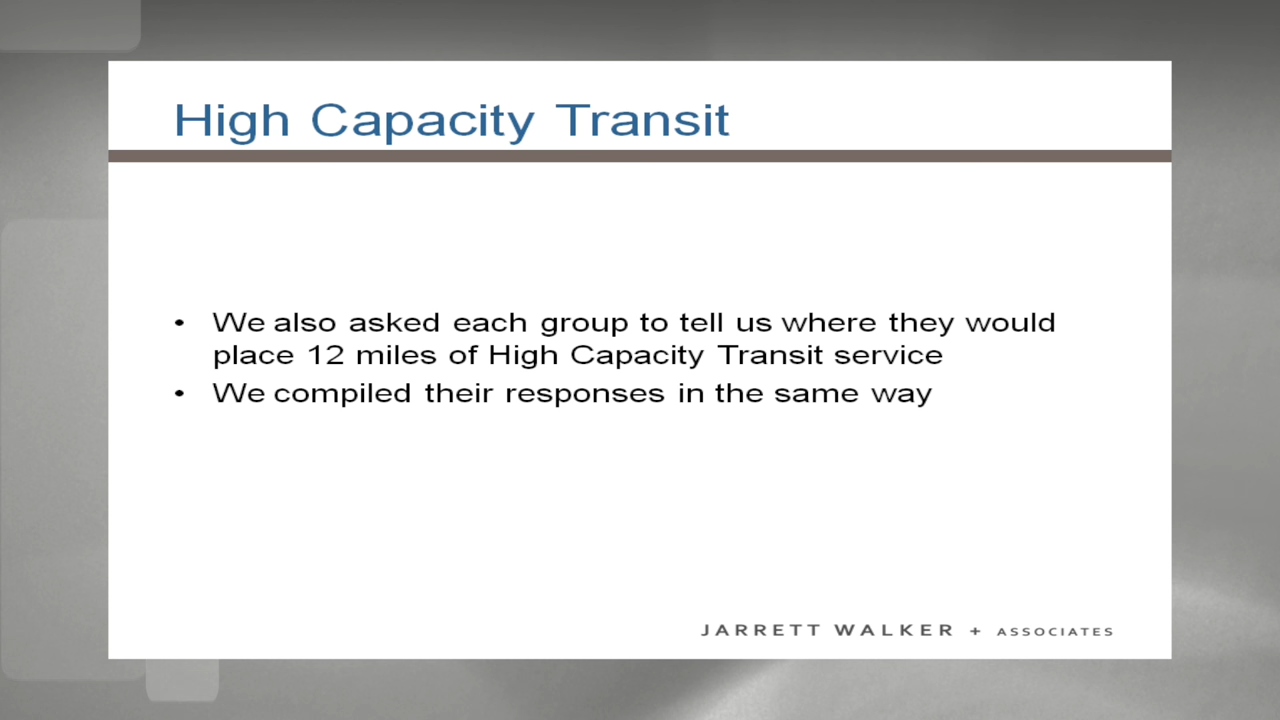 High Capacity Transit
• We also asked each group to tell us where they would
place 12 miles of High Capacity Transit service
• We compiled their responses in the same way
JARRETT WALKER + ASSOCIATES